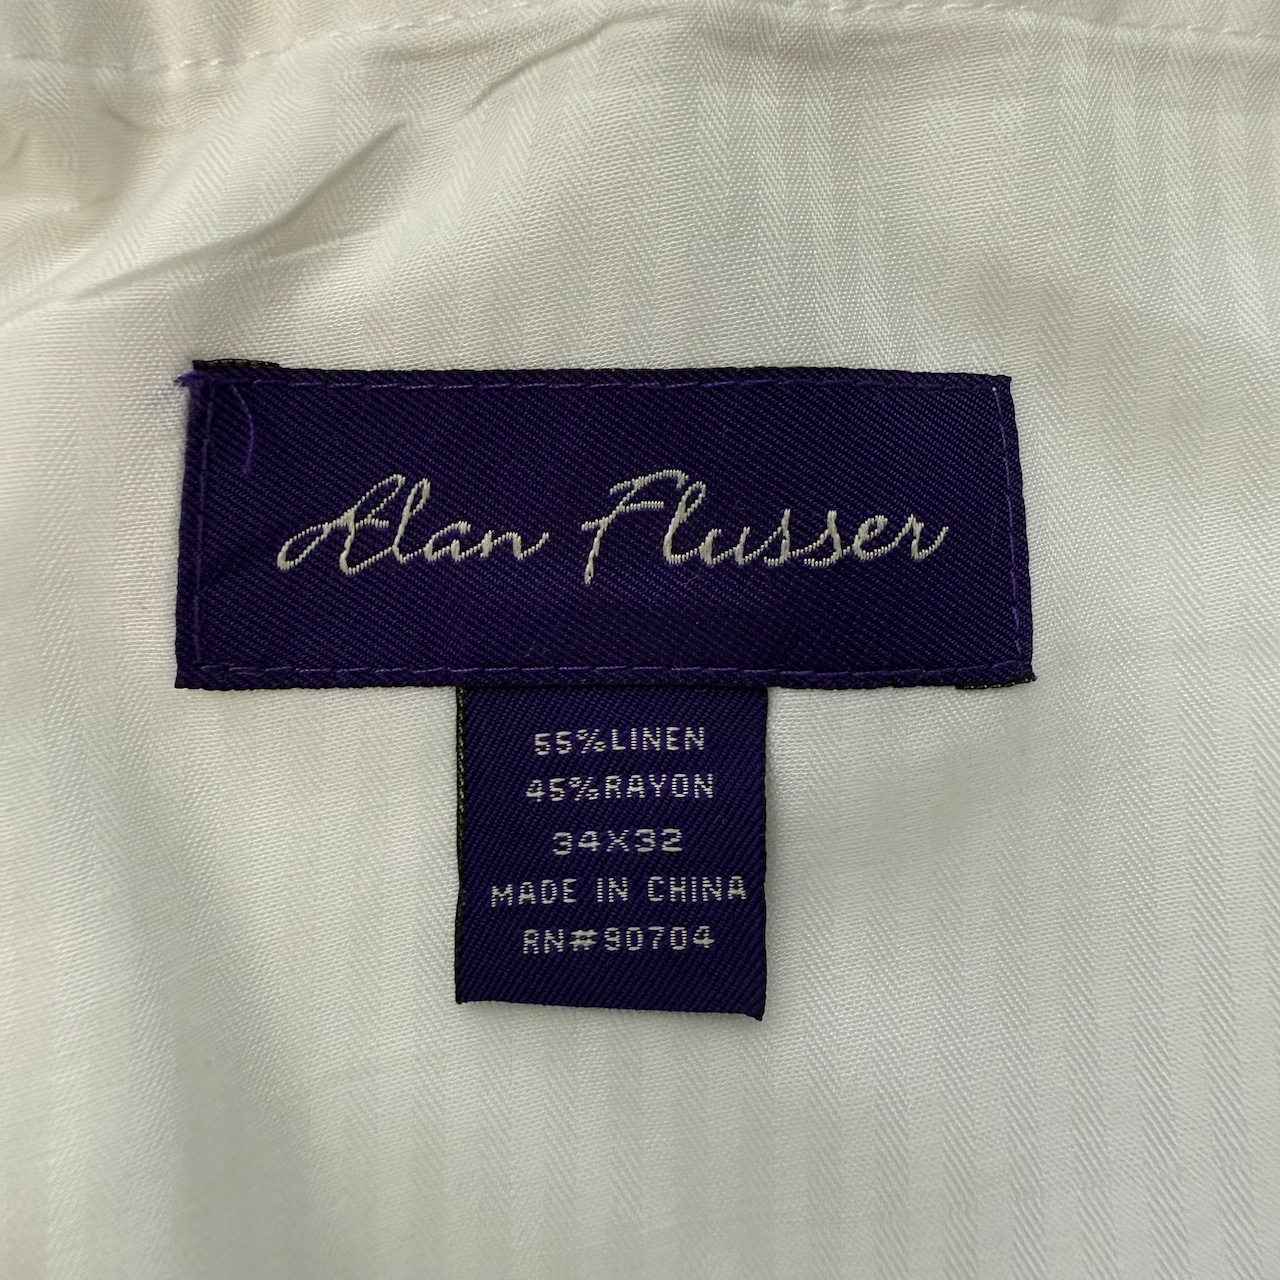 Alan Flusser
55%LINEN
45%RAYON
34X32
MADE IN CHINA
RN#90704